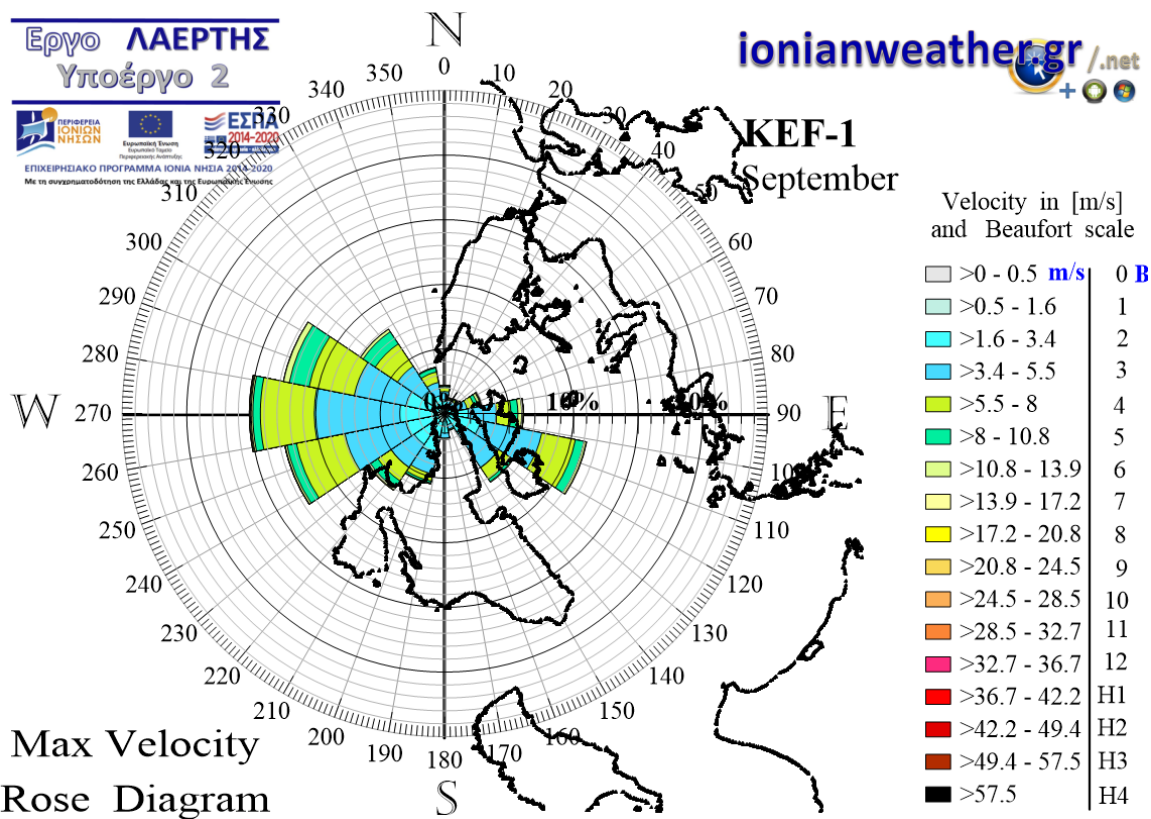 Εργο ΛΑΕΡΤΗΣ
Υποέργο 2
ΠΕΡΙΦΕΡΕΙΑ
ΙΟΝΙΩΝ
ΝΗΣΩΝ
Ευρωπαϊκή Ένωση
Ευρωπαϊκό Ταμείο
Περιφερειακής Ανάπτυξης
ΕΣΠΑ
2014-2020
ΕΠΙΧΕΙΡΗΣΙΑΚΟ ΠΡΟΓΡΑΜΜΑ ΙΟΝΙΑ ΝΗΣΙΑ 2014-2020
Με τη συγχρηματοδότηση της Ελλάδας και της Ευρωπαϊκής Ένωσης
ionianweather.gr /.net
+
KEF-1
September
N
0
10
20
30
40
50
60
70
80
90
E
100
110
120
130
140
150
160
170
180
S
190
200
210
220
230
240
250
260
270
W
280
290
300
310
320
330
340
350
0%
10%
20%
Velocity in [m/s]
and Beaufort scale
>0 - 0.5 m/s 0 B
>0.5 - 1.6 1
>1.6 - 3.4 2
>3.4 - 5.5 3
>5.5 - 8 4
>8 - 10.8 5
>10.8 - 13.9 6
>13.9 - 17.2 7
>17.2 - 20.8 8
>20.8 - 24.5 9
>24.5 - 28.5 10
>28.5 - 32.7 11
>32.7 - 36.7 12
>36.7 - 42.2 H1
>42.2 - 49.4 H2
>49.4 - 57.5 H3
>57.5 H4
Max Velocity
Rose Diagram